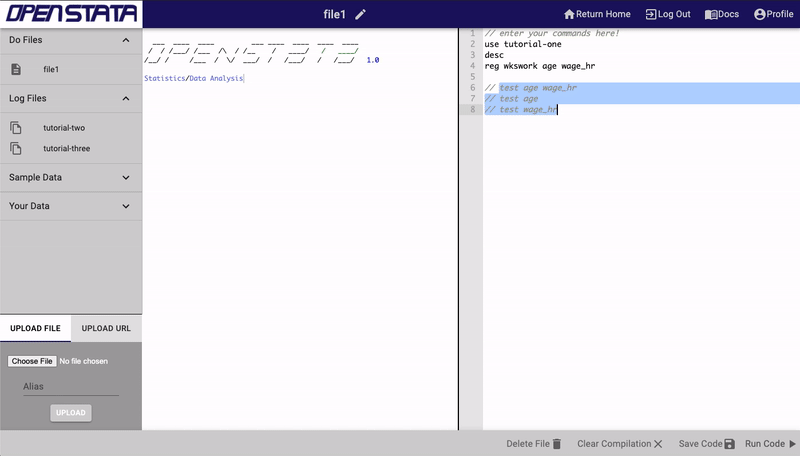 OPENSTATA
file1
Return Home
Log Out
Docs
Profile
Do Files
file1
Log Files
tutorial-two
tutorial-three
Sample Data
Your Data
UPLOAD FILE
UPLOAD URL
Choose File No file chosen
Alias
UPLOAD
1.0
Statistics/Data Analysis
1 // enter your commands here!
2 use tutorial-one
3 desc
4 reg wkswork age wage_hr
5
6 // test age wage_hr
7 // test age
8 // test wage_hr
Delete File
Clear Compilation
Save Code
Run Code